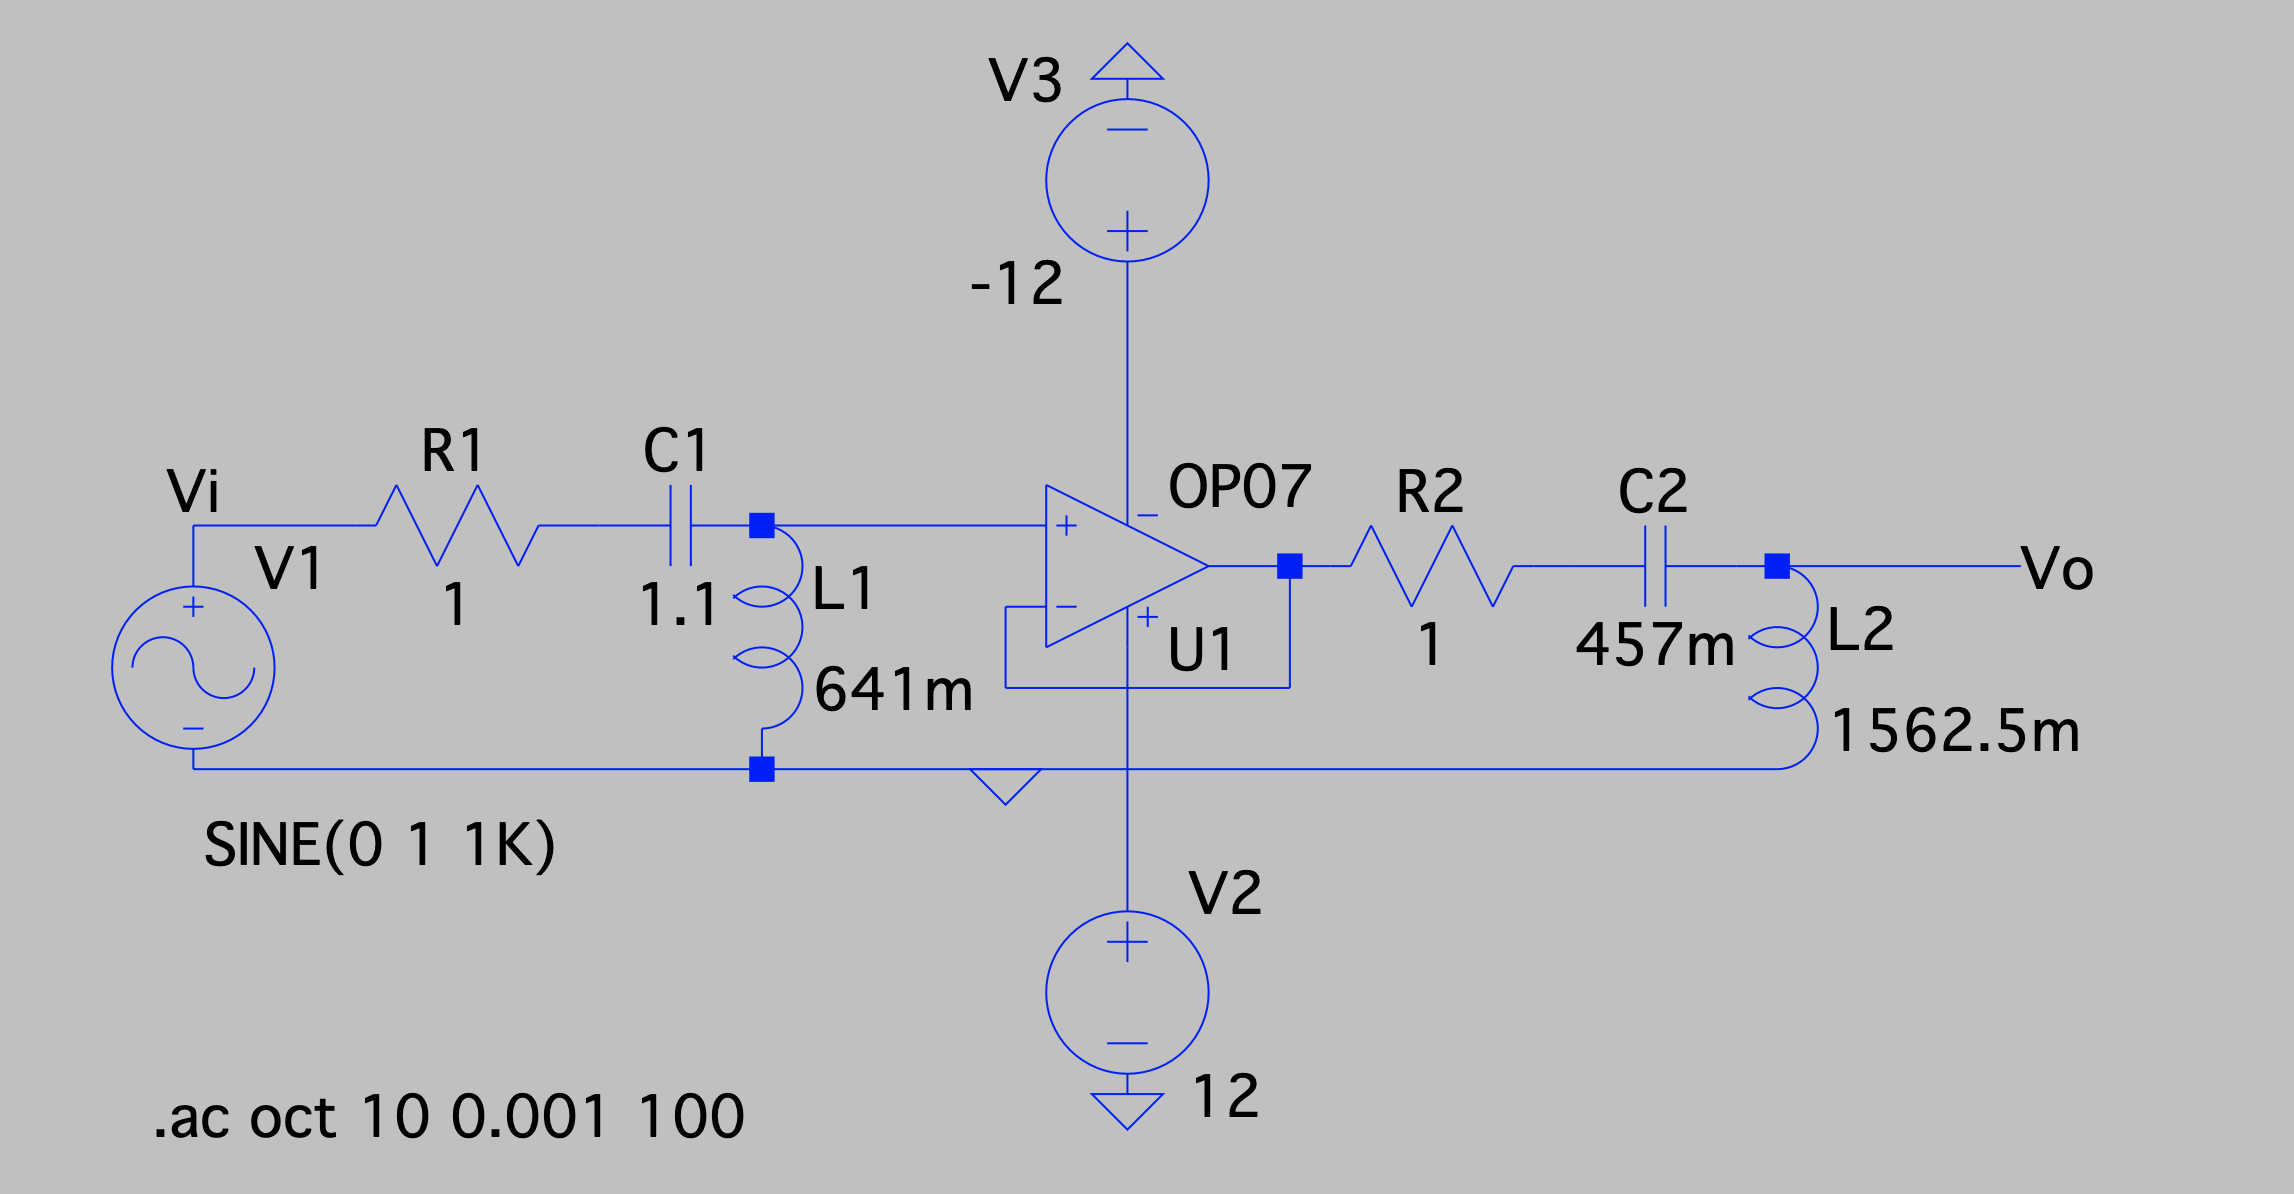 V3
-12
R1
C1
Vi
V1
1
1.1
L1
641m
OP07
U1
R2
C2
1
457m
L2
1562.5m
Vo
SINE(0 1 1K)
V2
12
.ac oct 10 0.001 100